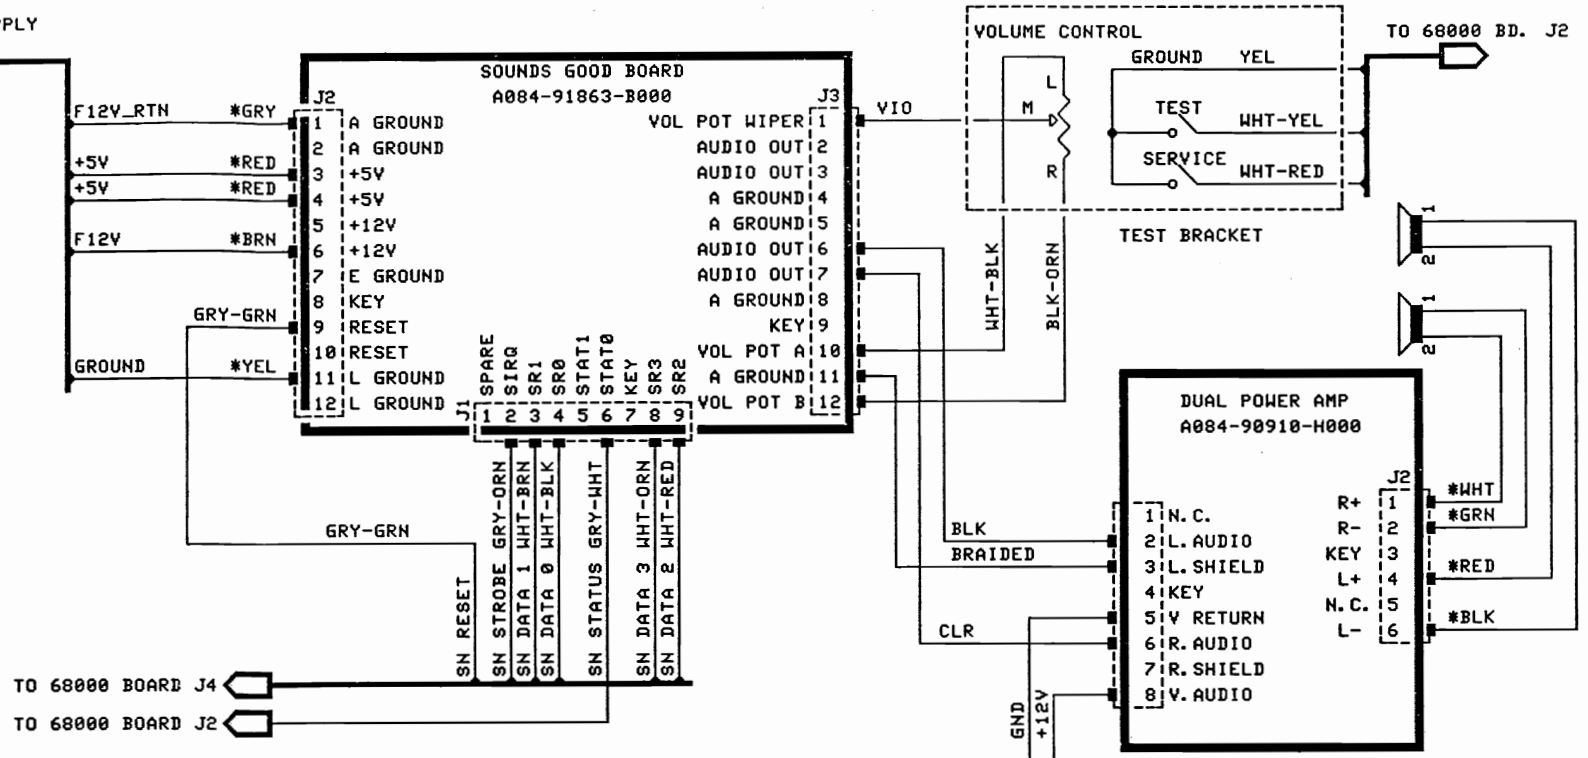 PPLY
F12V_RTN *GRY
+5V *RED
+5V *RED
F12V *BRN
GRY-GRN
GROUND *YEL
SOUNDS GOOD BOARD
A084-91863-B000
J2
1 A GROUND
2 A GROUND
3 +5V
4 +5V
5 +12V
6 +12V
7 E GROUND
8 KEY
9 RESET
10 RESET
11 L GROUND
12 L GROUND
J3
VOL POT WIPER 1
AUDIO OUT 2
AUDIO OUT 3
A GROUND 4
A GROUND 5
AUDIO OUT 6
AUDIO OUT 7
A GROUND 8
KEY 9
VOL POT A 10
A GROUND 11
VOL POT B 12
J1
SPARE 1
SIRQ 2
SR1 3
SR0 4
STAT1 5
STAT0 6
KEY 7
SR3 8
SR2 9
GRY-GRN
SN RESET
SN STROBE GRY-ORN
SN DATA 1 WHT-BRN
SN DATA 0 WHT-BLK
SN STATUS GRY-WHT
SN DATA 3 WHT-ORN
SN DATA 2 WHT-RED
TO 68000 BOARD J4
TO 68000 BOARD J2
VIO
VOLUME CONTROL
L
M
R
WHT-BLK
BLK-ORN
GROUND YEL
TEST WHT-YEL
SERVICE WHT-RED
TEST BRACKET
TO 68000 BD. J2
1
2
1
2
DUAL POWER AMP
A084-90910-H000
BLK
BRAIDED
CLR
GND
+12V
1 N.C.
2 L.AUDIO
3 L.SHIELD
4 KEY
5 V RETURN
6 R.AUDIO
7 R.SHIELD
8 V.AUDIO
J2
R+ 1 *WHT
R- 2 *GRN
KEY 3
L+ 4 *RED
N.C. 5
L- 6 *BLK